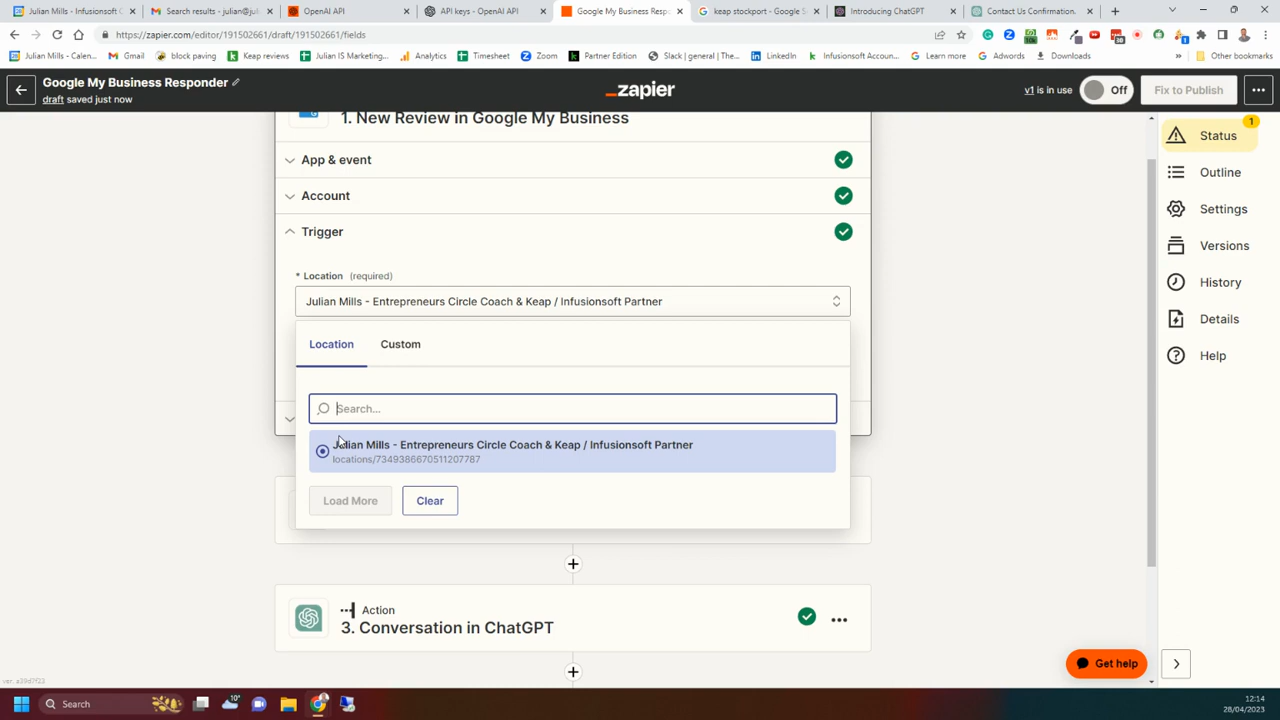 Julian Mills - Infusionsoft C
Search results - julian@juli
OpenAI API
API keys - OpenAI API
Google My Business Respo
keap stockport - Google S
Introducing ChatGPT
Contact Us Confirmation.
https://zapier.com/editor/191502661/draft/191502661/fields
Julian Mills - Calen...
Gmail
block paving
Keap reviews
Julian IS Marketing...
Analytics
Timesheet
Zoom
Partner Edition
Slack | general | The...
LinkedIn
Infusionsoft Accoun...
Learn more
Adwords
Downloads
Other bookmarks
Google My Business Responder
draft saved just now
zapier
v1 is in use
Off
Fix to Publish
1. New Review in Google My Business
App & event
Account
Trigger
* Location (required)
Julian Mills - Entrepreneurs Circle Coach & Keap / Infusionsoft Partner
Location
Custom
Search...
Julian Mills - Entrepreneurs Circle Coach & Keap / Infusionsoft Partner
locations/7349386670511207787
Load More
Clear
Action
3. Conversation in ChatGPT
1
Status
Outline
Settings
Versions
History
Details
Help
Get help
ver. a39d7f23
Search
10°
12:14
28/04/2023